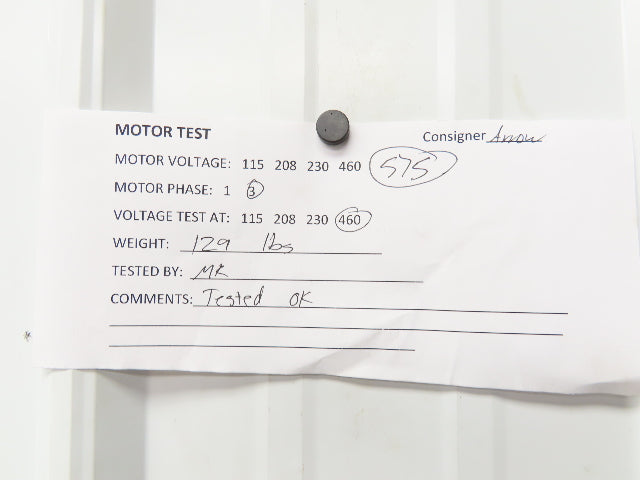 MOTOR TEST
Consigner Arrow
MOTOR VOLTAGE: 115 208 230 460 575
MOTOR PHASE: 1 3
VOLTAGE TEST AT: 115 208 230 460
WEIGHT: 129 lbs
TESTED BY: MR
COMMENTS: Tested OK